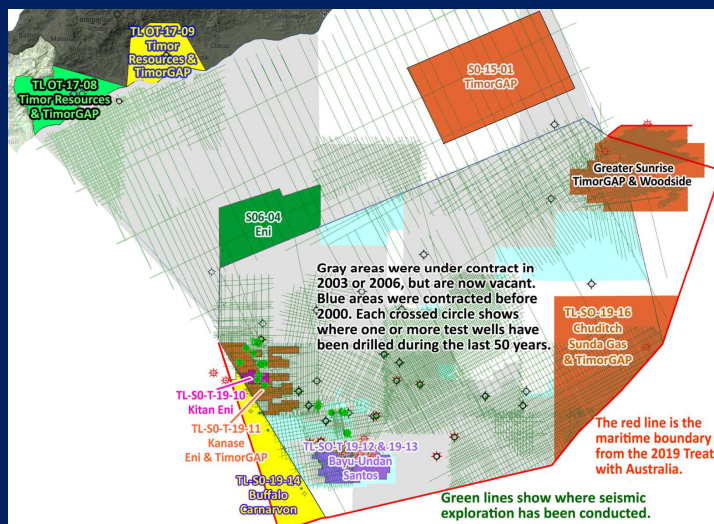 TL OT-17-09
Timor
Resources &
TimorGAP
TL OT-17-08
Timor Resources
& TimorGAP
S0-15-01
TimorGAP
Greater Sunrise
TimorGAP & Woodside
S06-04
Eni
Gray areas were under contract in
2003 or 2006, but are now vacant.
Blue areas were contracted before
2000. Each crossed circle shows
where one or more test wells have
been drilled during the last 50 years.
TL-SO-19-16
Chuditch
Sunda Gas
& TimorGAP
TL-S0-T-19-10
Kitan Eni
TL-S0-T-19-11
Kanase
Eni & TimorGAP
TL-SO-T 19-12 & 19-13
Bayu-Undan
Santos
TL-S0-19-14
Buffalo
Carnarvon
The red line is the
maritime boundary
from the 2019 Treat
with Australia.
Green lines show where seismic
exploration has been conducted.